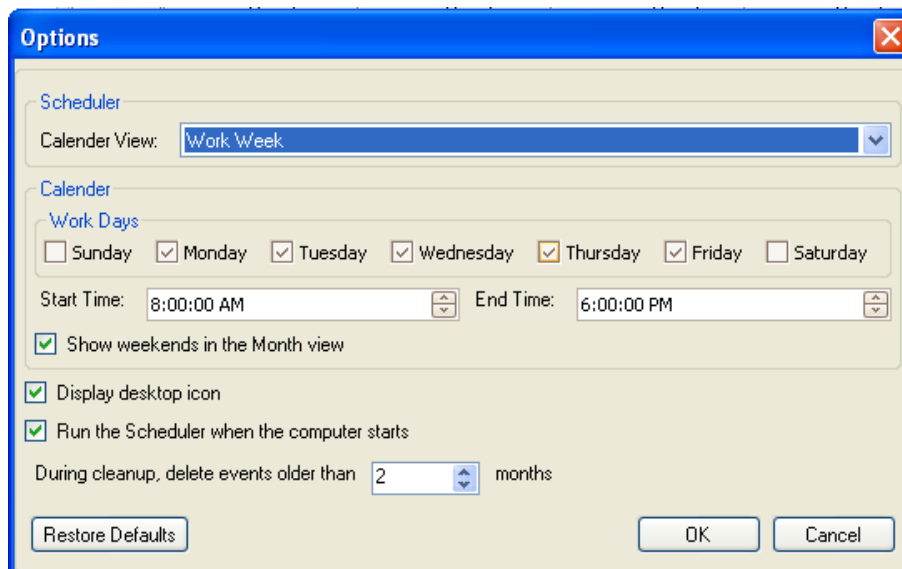 Options
Scheduler
Calender View: Work Week
Calender
Work Days
Sunday Monday Tuesday Wednesday Thursday Friday Saturday
Start Time: 8:00:00 AM End Time: 6:00:00 PM
Show weekends in the Month view
Display desktop icon
Run the Scheduler when the computer starts
During cleanup, delete events older than 2 months
Restore Defaults OK Cancel